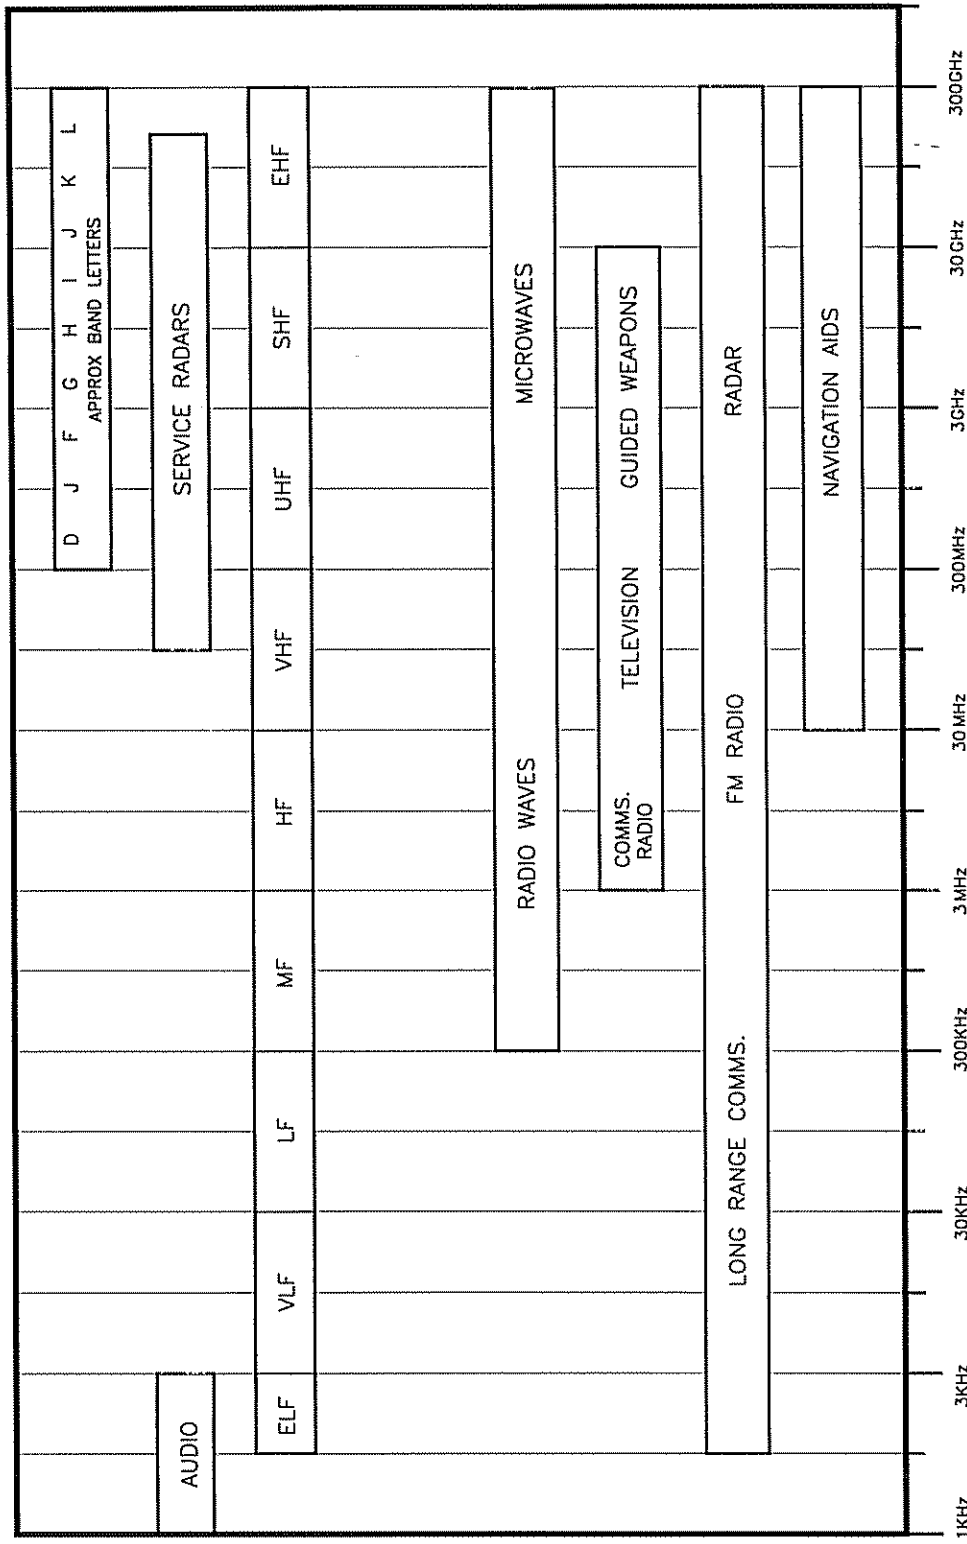 D J F G H I J K L
APPROX BAND LETTERS
AUDIO
SERVICE RADARS
ELF VLF LF MF HF VHF UHF SHF EHF
RADIO WAVES MICROWAVES
COMMS.
RADIO
TELEVISION GUIDED WEAPONS
LONG RANGE COMMS. FM RADIO RADAR
NAVIGATION AIDS
1KHz 3KHz 30KHz 300KHz 3MHz 30MHz 300MHz 3GHz 30GHz 300GHz